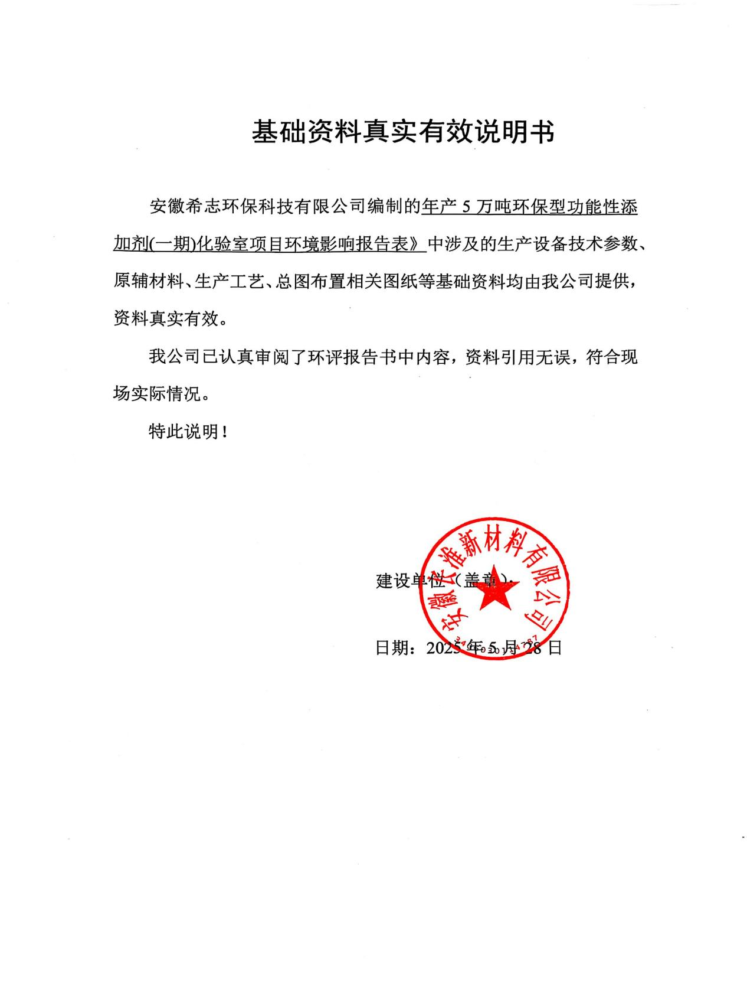 基础资料真实有效说明书
安徽希志环保科技有限公司编制的年产 5 万吨环保型功能性添
加剂(一期)化验室项目环境影响报告表》中涉及的生产设备技术参数、
原辅材料、生产工艺、总图布置相关图纸等基础资料均由我公司提供，
资料真实有效。
我公司已认真审阅了环评报告书中内容，资料引用无误，符合现
场实际情况。
特此说明！
安徽长淮新材料有限公司
建设单位（盖章）：
日期：2025 年 5 月 28 日